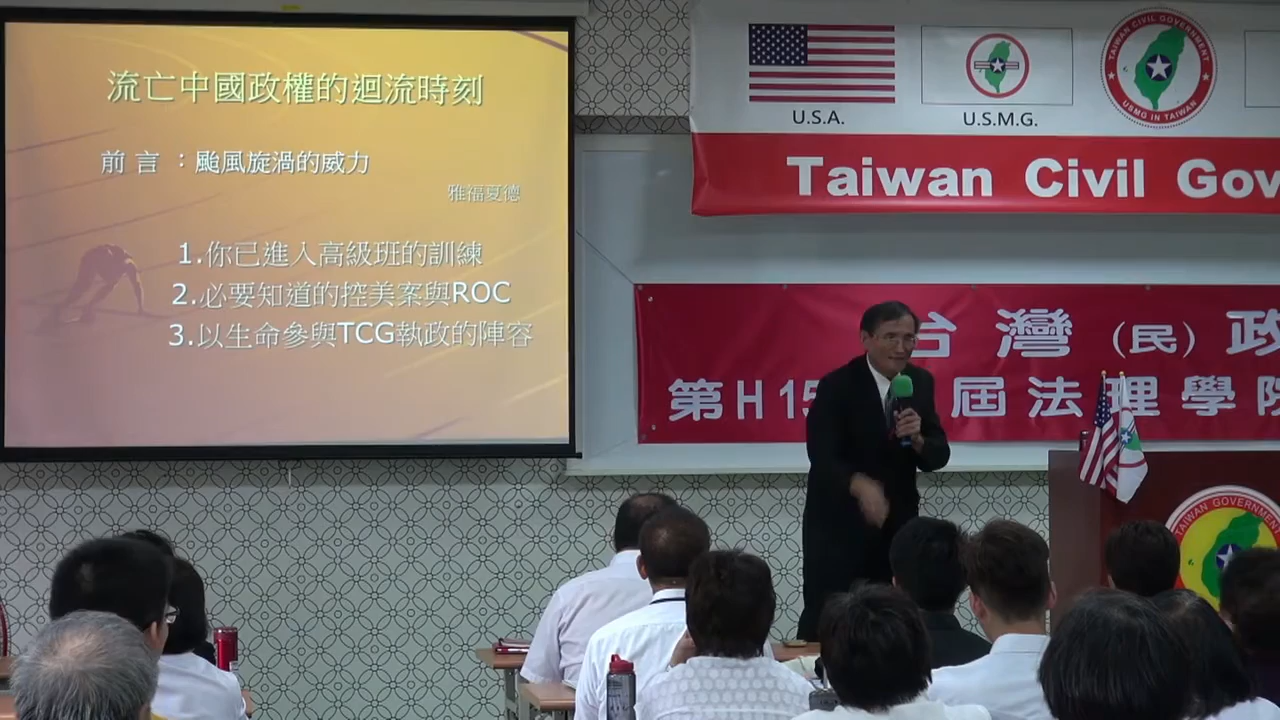 流亡中國政權的迴流時刻
前 言 ：颱風旋渦的威力
雅福夏德
1.你已進入高級班的訓練
2.必要知道的控美案與ROC
3.以生命參與TCG執政的陣容
U.S.A.
U.S.M.G.
TAIWAN CIVIL GOVERNMENT
USMG IN TAIWAN
Taiwan Civil Gov
台灣(民)政
第H15 屆法理學院
TAIWAN GOVERNMENT